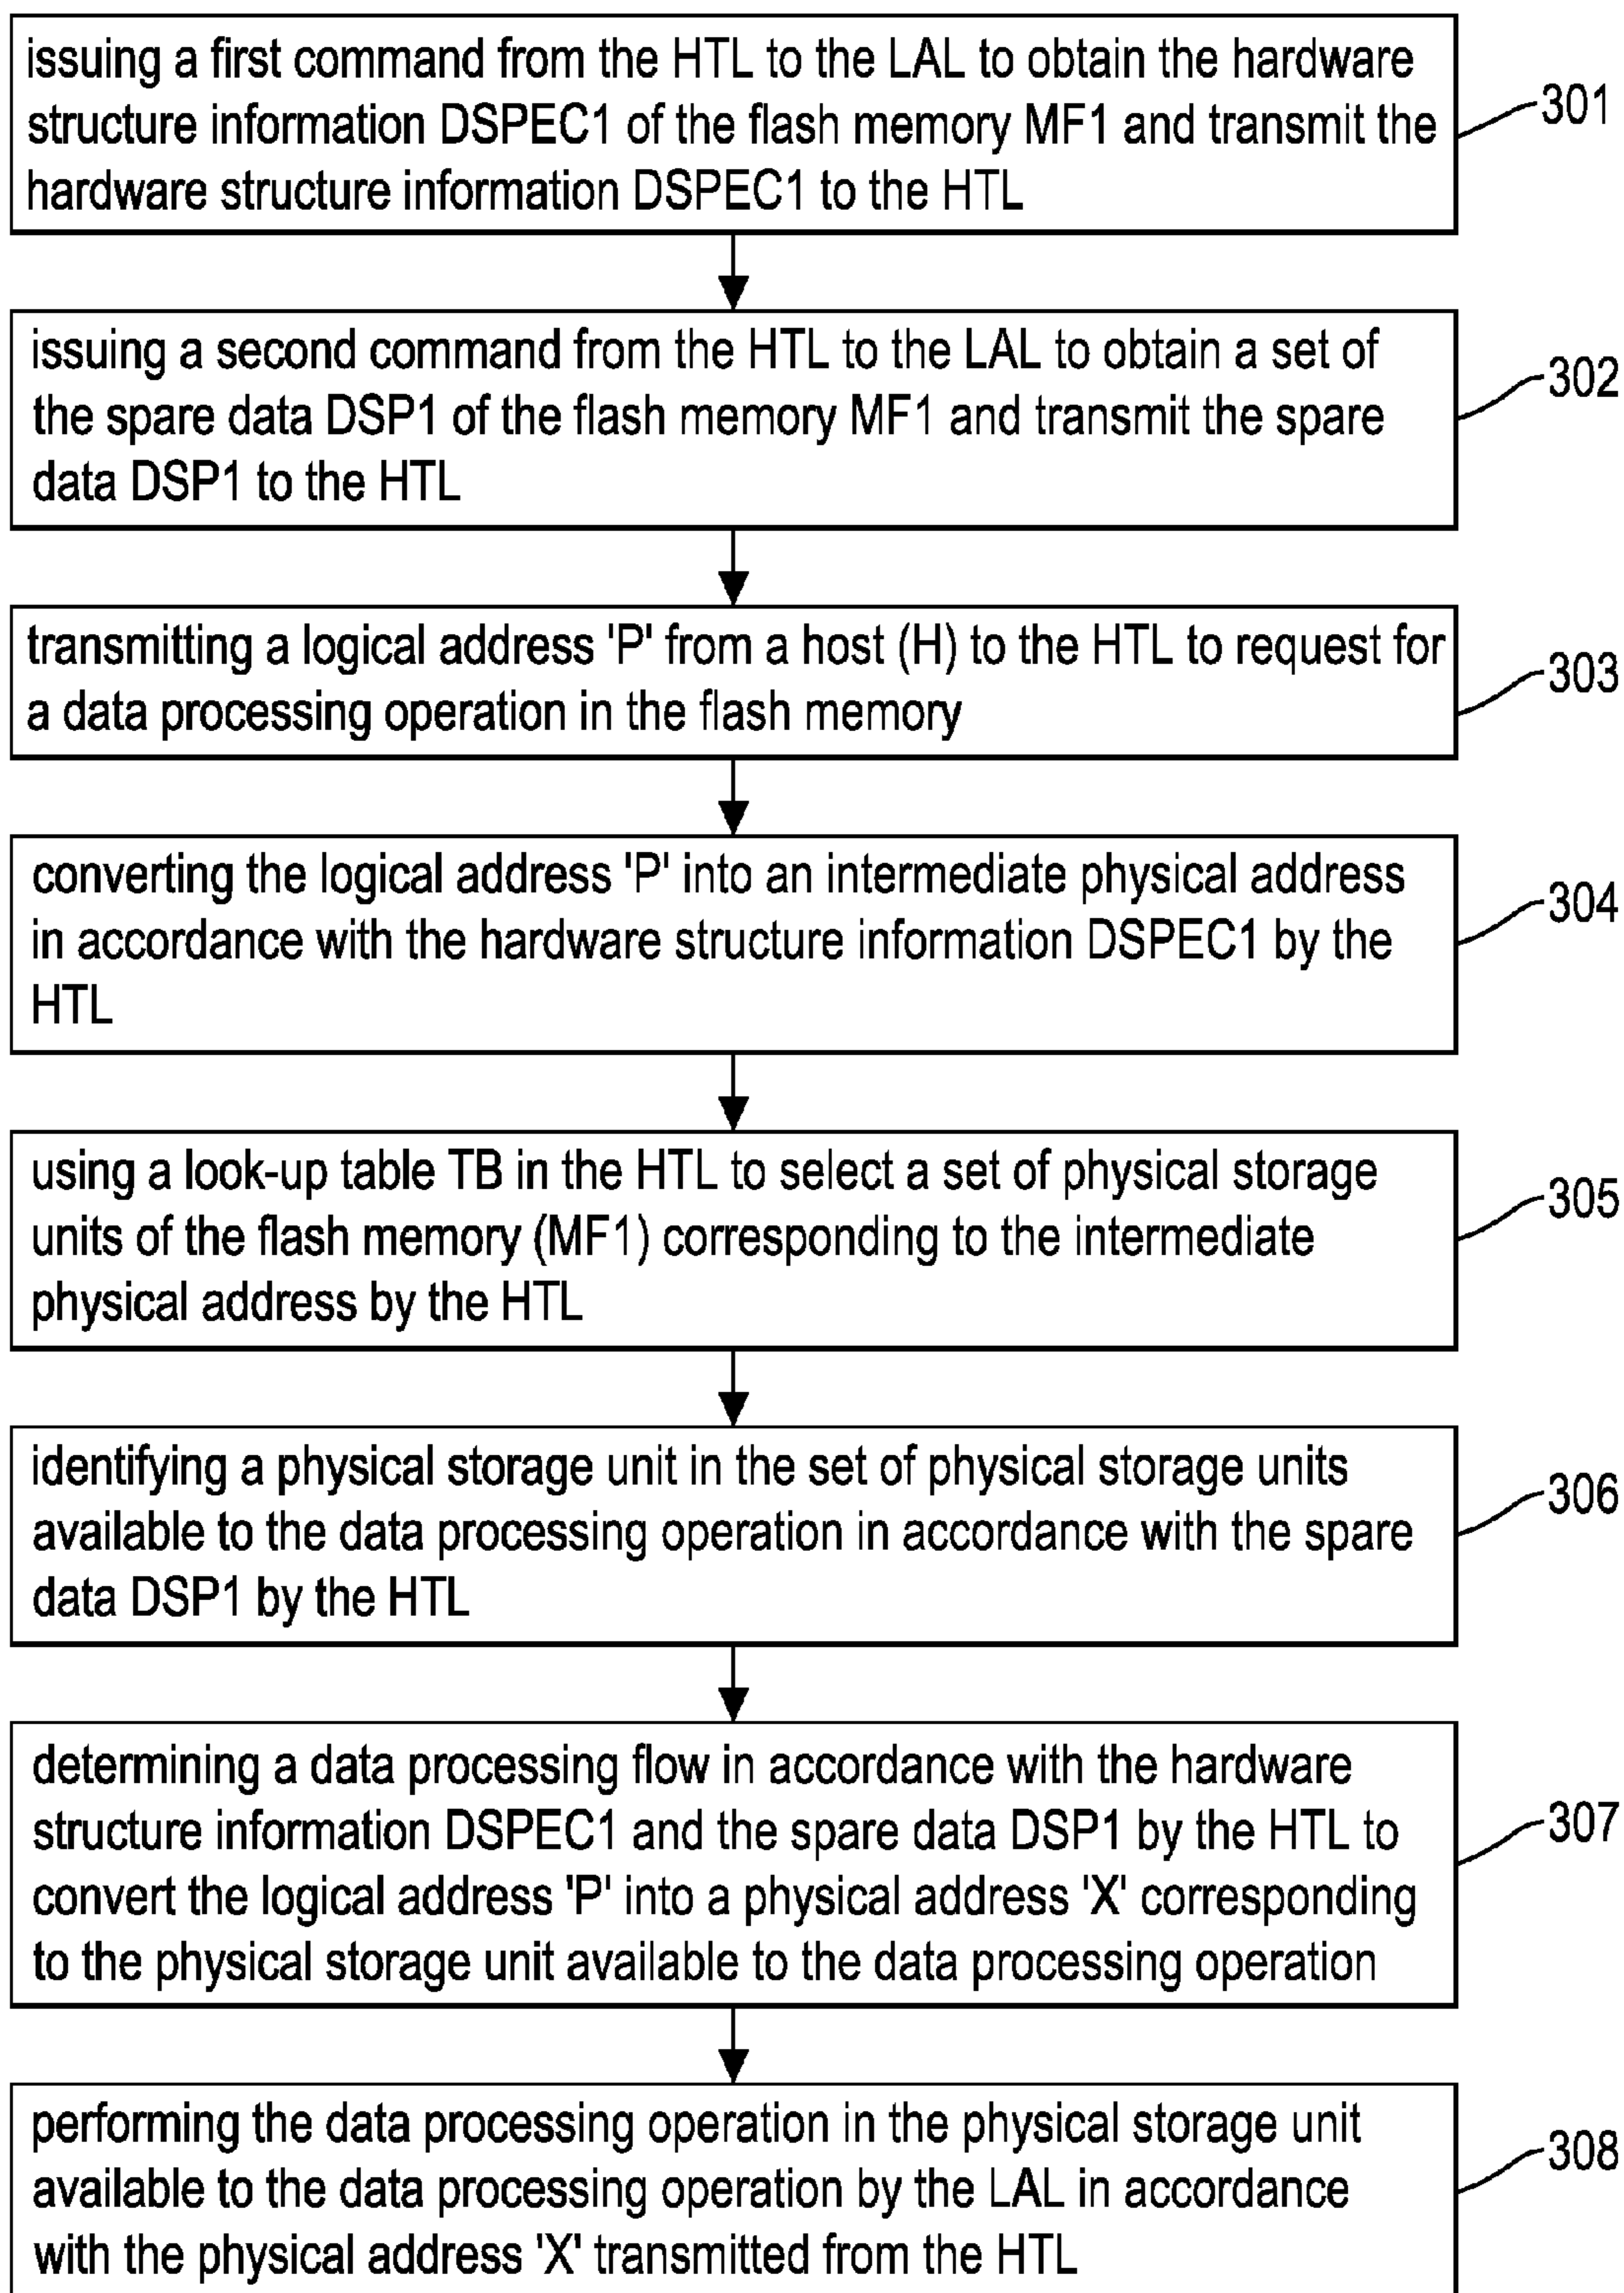 issuing a first command from the HTL to the LAL to obtain the hardware
structure information DSPEC1 of the flash memory MF1 and transmit the
hardware structure information DSPEC1 to the HTL
301
issuing a second command from the HTL to the LAL to obtain a set of
the spare data DSP1 of the flash memory MF1 and transmit the spare
data DSP1 to the HTL
302
transmitting a logical address 'P' from a host (H) to the HTL to request for
a data processing operation in the flash memory
303
converting the logical address 'P' into an intermediate physical address
in accordance with the hardware structure information DSPEC1 by the
HTL
304
using a look-up table TB in the HTL to select a set of physical storage
units of the flash memory (MF1) corresponding to the intermediate
physical address by the HTL
305
identifying a physical storage unit in the set of physical storage units
available to the data processing operation in accordance with the spare
data DSP1 by the HTL
306
determining a data processing flow in accordance with the hardware
structure information DSPEC1 and the spare data DSP1 by the HTL to
convert the logical address 'P' into a physical address 'X' corresponding
to the physical storage unit available to the data processing operation
307
performing the data processing operation in the physical storage unit
available to the data processing operation by the LAL in accordance
with the physical address 'X' transmitted from the HTL
308